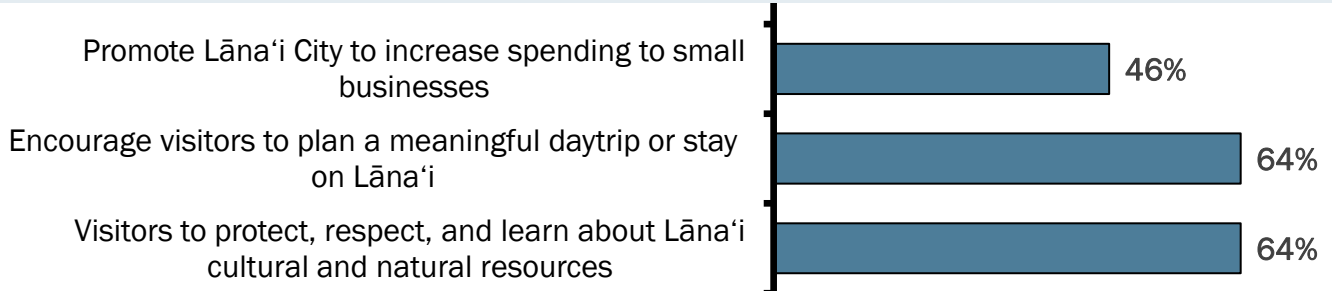 Promote Lāna‘i City to increase spending to small
businesses
46%
Encourage visitors to plan a meaningful daytrip or stay
on Lāna‘i
64%
Visitors to protect, respect, and learn about Lāna‘i
cultural and natural resources
64%